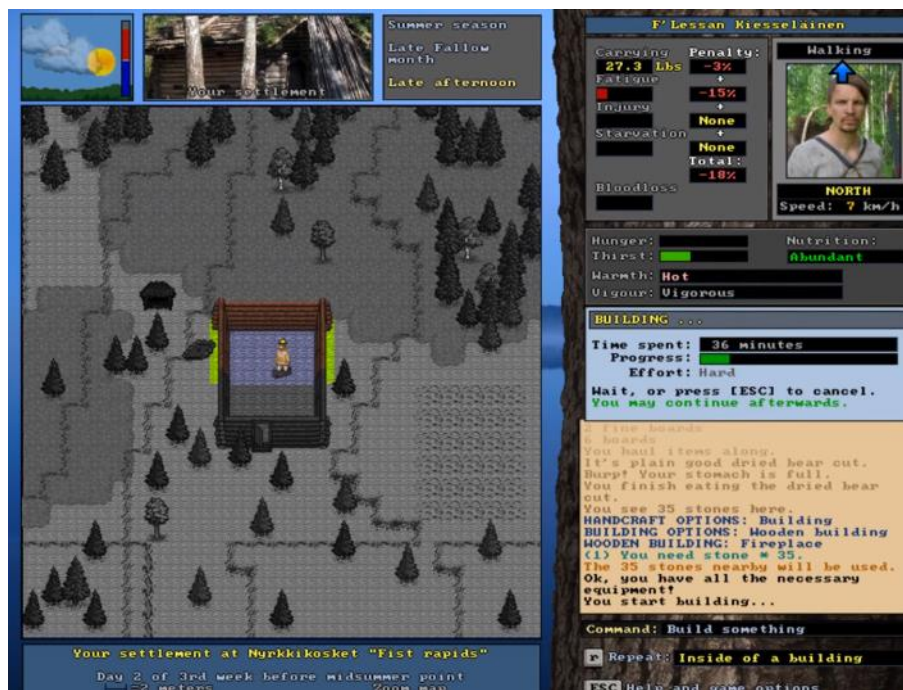 Your settlement
Summer season
Late Fallow
month
Late afternoon
F'Lessan Kiesseläinen
Carrying
27.3 Lbs
Fatigue
Injury
Starvation
Bloodloss
Penalty:
-3%
+
-15%
+
None
+
None
Total:
-18%
Walking
NORTH
Speed: 7 km/h
Hunger:
Thirst:
Nutrition:
Abundant
Warmth: Hot
Vigour: Vigorous
BUILDING ...
Time spent: 36 minutes
Progress:
Effort: Hard
Wait, or press [ESC] to cancel.
You may continue afterwards.
2 fine boards
6 boards
You haul items along.
It's plain good dried bear cut.
Burp! Your stomach is full.
You finish eating the dried bear
cut.
You see 35 stones here.
HANDCRAFT OPTIONS: Building
BUILDING OPTIONS: Wooden building
WOODEN BUILDING: Fireplace
(1) You need stone * 35.
The 35 stones nearby will be used.
Ok, you have all the necessary
equipment!
You start building...
Command: Build something
r Repeat: Inside of a building
ESC Help and game options
Your settlement at Nyrkkikosket "Fist rapids"
Day 2 of 3rd week before midsummer point
=2 meters
Zoom map